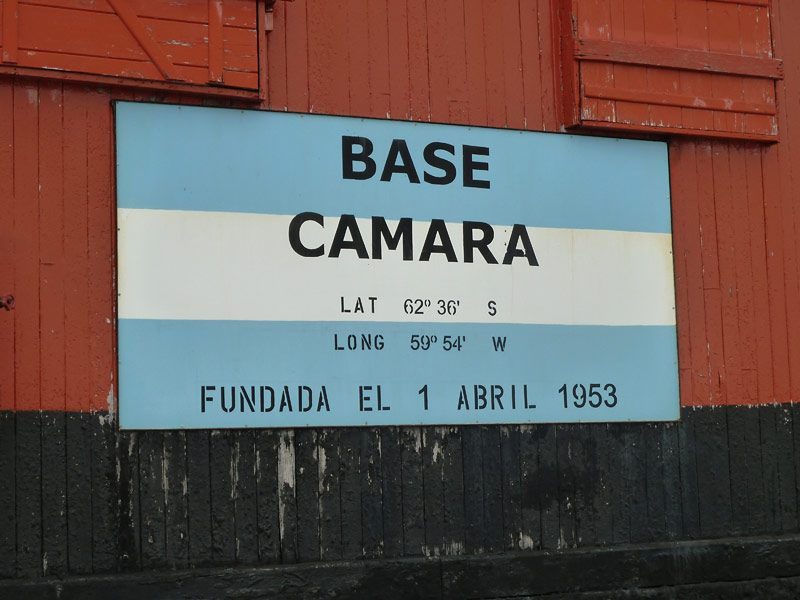 BASE
CAMARA
LAT 62º 36' S
LONG 59º 54' W
FUNDADA EL 1 ABRIL 1953